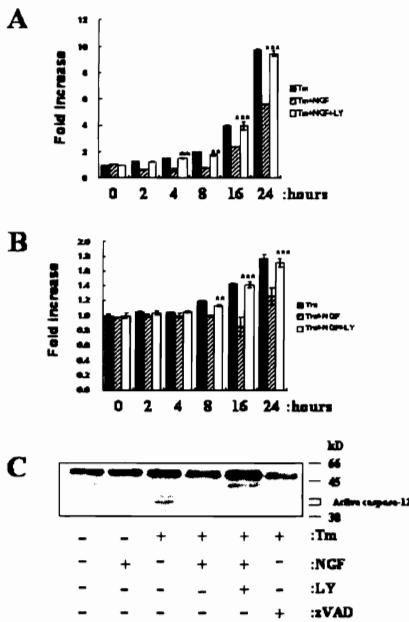 A
12
10
8
6
4
2
0
Fold increase
Tm
Tm+NGF
Tm+NGF+LY
*** *** *** **
0 2 4 8 16 24 :hours
B
2.0
1.8
1.6
1.4
1.2
1.0
0.8
0.6
0.4
0.2
0.0
Fold increase
Tm
Tm+NGF
Tm+NGF+LY
** *** ***
0 2 4 8 16 24 :hours
C
kD
66
45
Active caspase-12
38
- - + + + + :Tm
- + - + + - :NGF
- - - - + - :LY
- - - - - + :zVAD